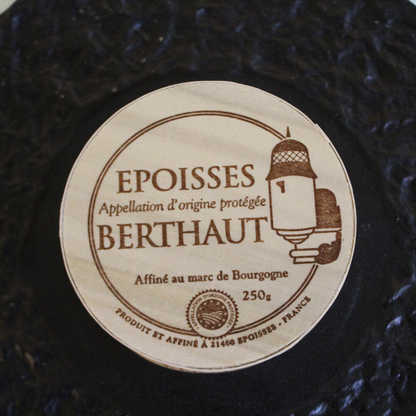 EPOISSES
Appellation d'origine protégée
BERTHAUT
Affiné au marc de Bourgogne
250g
PRODUIT ET AFFINÉ À 21460 EPOISSES - FRANCE